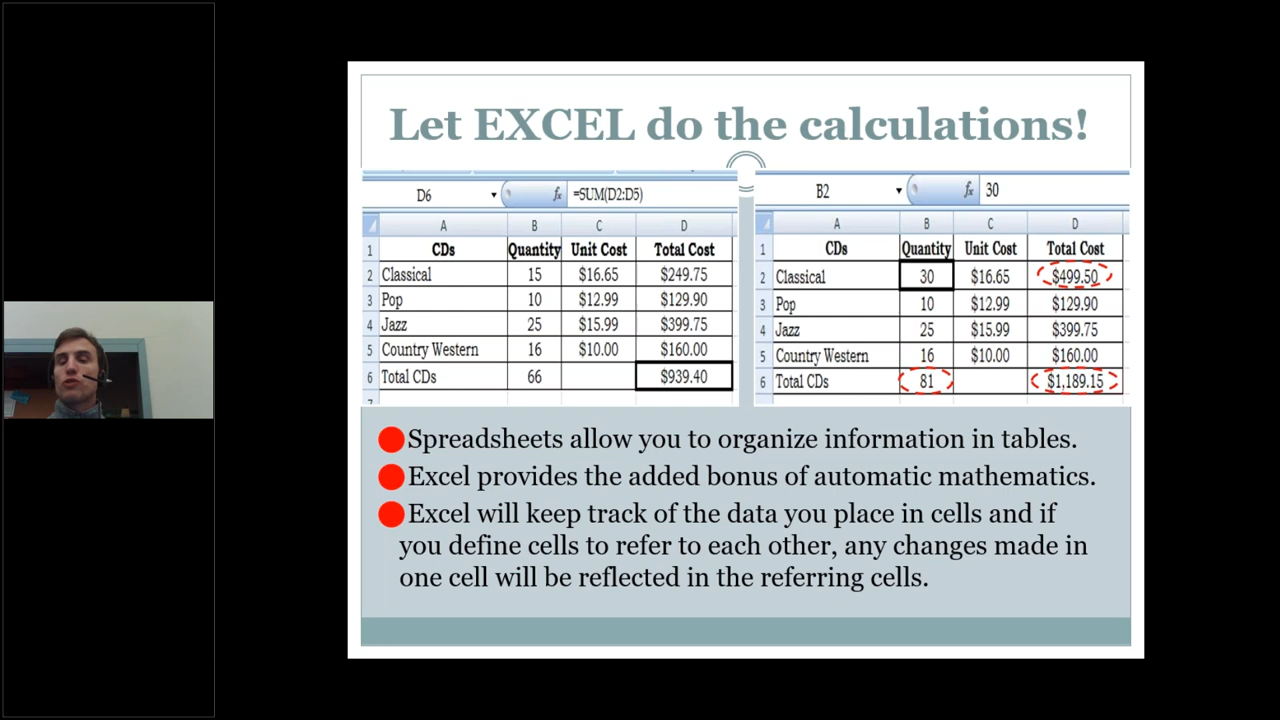 Let EXCEL do the calculations!
D6 fx =SUM(D2:D5)
A B C D
1 CDs Quantity Unit Cost Total Cost
2 Classical 15 $16.65 $249.75
3 Pop 10 $12.99 $129.90
4 Jazz 25 $15.99 $399.75
5 Country Western 16 $10.00 $160.00
6 Total CDs 66 $939.40
B2 fx 30
A B C D
1 CDs Quantity Unit Cost Total Cost
2 Classical 30 $16.65 $499.50
3 Pop 10 $12.99 $129.90
4 Jazz 25 $15.99 $399.75
5 Country Western 16 $10.00 $160.00
6 Total CDs 81 $1,189.15
Spreadsheets allow you to organize information in tables.
Excel provides the added bonus of automatic mathematics.
Excel will keep track of the data you place in cells and if
you define cells to refer to each other, any changes made in
one cell will be reflected in the referring cells.